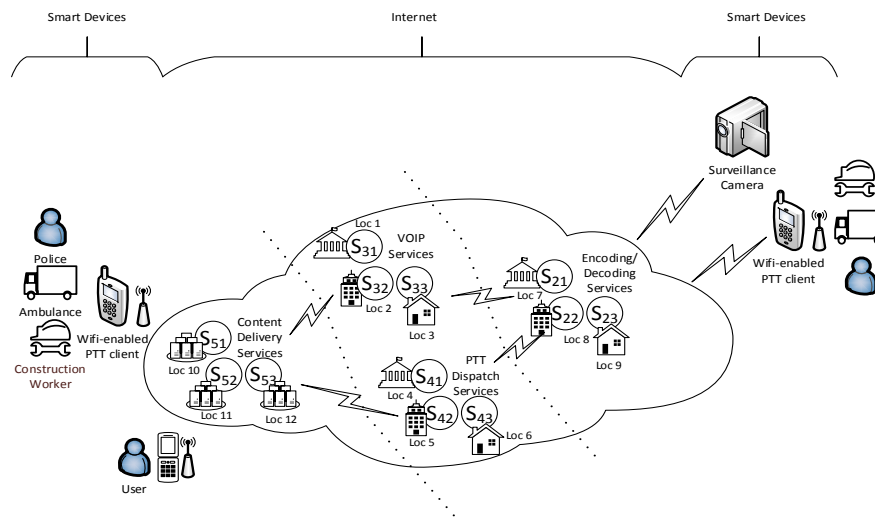 Smart Devices
Internet
Smart Devices
Surveillance
Camera
Wifi-enabled
PTT client
Police
Ambulance
Wifi-enabled
PTT client
Construction
Worker
User
Loc 1
S31
VOIP
Services
S32
S33
Loc 2
Loc 3
S21
Loc 7
Encoding/
Decoding
Services
S22
S23
Loc 8
Loc 9
S51
Content
Delivery
Services
Loc 10
S52
S53
Loc 11
Loc 12
S41
PTT
Dispatch
Services
Loc 4
S42
S43
Loc 5
Loc 6